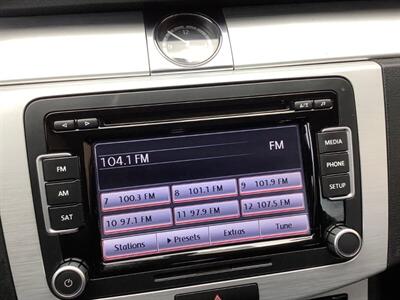 12
104.1 FM FM
7 100.3 FM 8 101.1 FM 9 101.9 FM
10 97.1 FM 11 97.9 FM 12 107.5 FM
Stations ▶ Presets Extras Tune
FM
AM
SAT
MEDIA
PHONE
SETUP